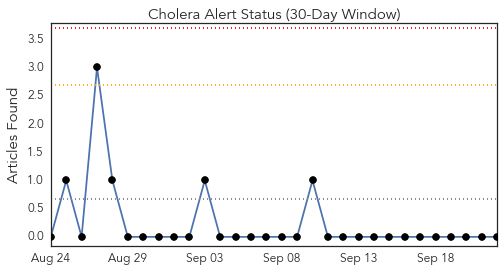 Cholera Alert Status (30-Day Window)
Articles Found
3.5
3.0
2.5
2.0
1.5
1.0
0.5
0.0
Aug 24 Aug 29 Sep 03 Sep 08 Sep 13 Sep 18